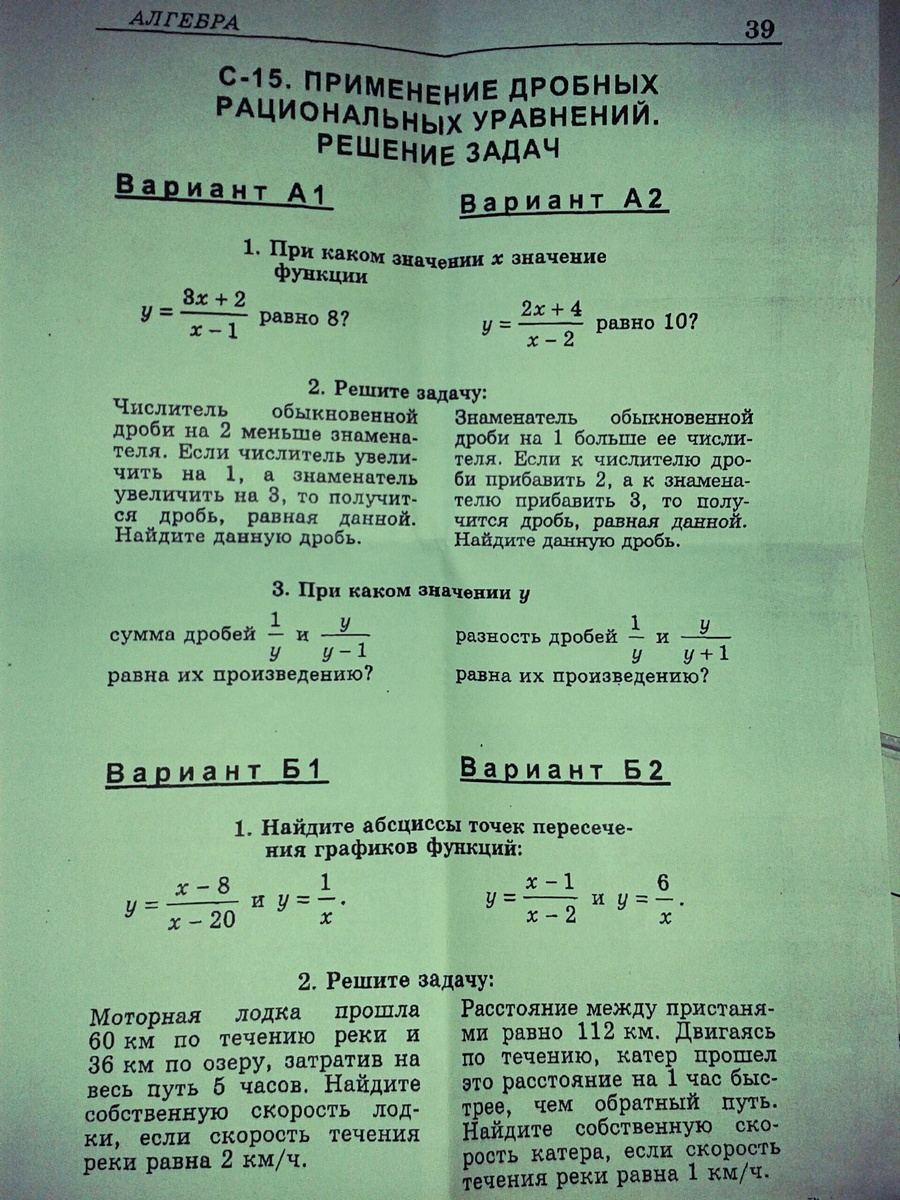 АЛГЕБРА
39
С-15. ПРИМЕНЕНИЕ ДРОБНЫХ
РАЦИОНАЛЬНЫХ УРАВНЕНИЙ.
РЕШЕНИЕ ЗАДАЧ
Вариант А1
Вариант А2
1. При каком значении x значение
функции
y = (3x + 2)/(x − 1) равно 8?
y = (2x + 4)/(x − 2) равно 10?
2. Решите задачу:
Числитель обыкновенной
дроби на 2 меньше знамена-
теля. Если числитель увели-
чить на 1, а знаменатель
увеличить на 3, то получит-
ся дробь, равная данной.
Найдите данную дробь.
Знаменатель обыкновенной
дроби на 1 больше ее числи-
теля. Если к числителю дро-
би прибавить 2, а к знамена-
телю прибавить 3, то полу-
чится дробь, равная данной.
Найдите данную дробь.
3. При каком значении y
сумма дробей 1/y и y/(y − 1)
равна их произведению?
разность дробей 1/y и y/(y + 1)
равна их произведению?
Вариант Б1
Вариант Б2
1. Найдите абсциссы точек пересече-
ния графиков функций:
y = (x − 8)/(x − 20) и y = 1/x.
y = (x − 1)/(x − 2) и y = 6/x.
2. Решите задачу:
Моторная лодка прошла
60 км по течению реки и
36 км по озеру, затратив на
весь путь 5 часов. Найдите
собственную скорость лод-
ки, если скорость течения
реки равна 2 км/ч.
Расстояние между пристаня-
ми равно 112 км. Двигаясь
по течению, катер прошел
это расстояние на 1 час быс-
трее, чем обратный путь.
Найдите собственную ско-
рость катера, если скорость
течения реки равна 1 км/ч.